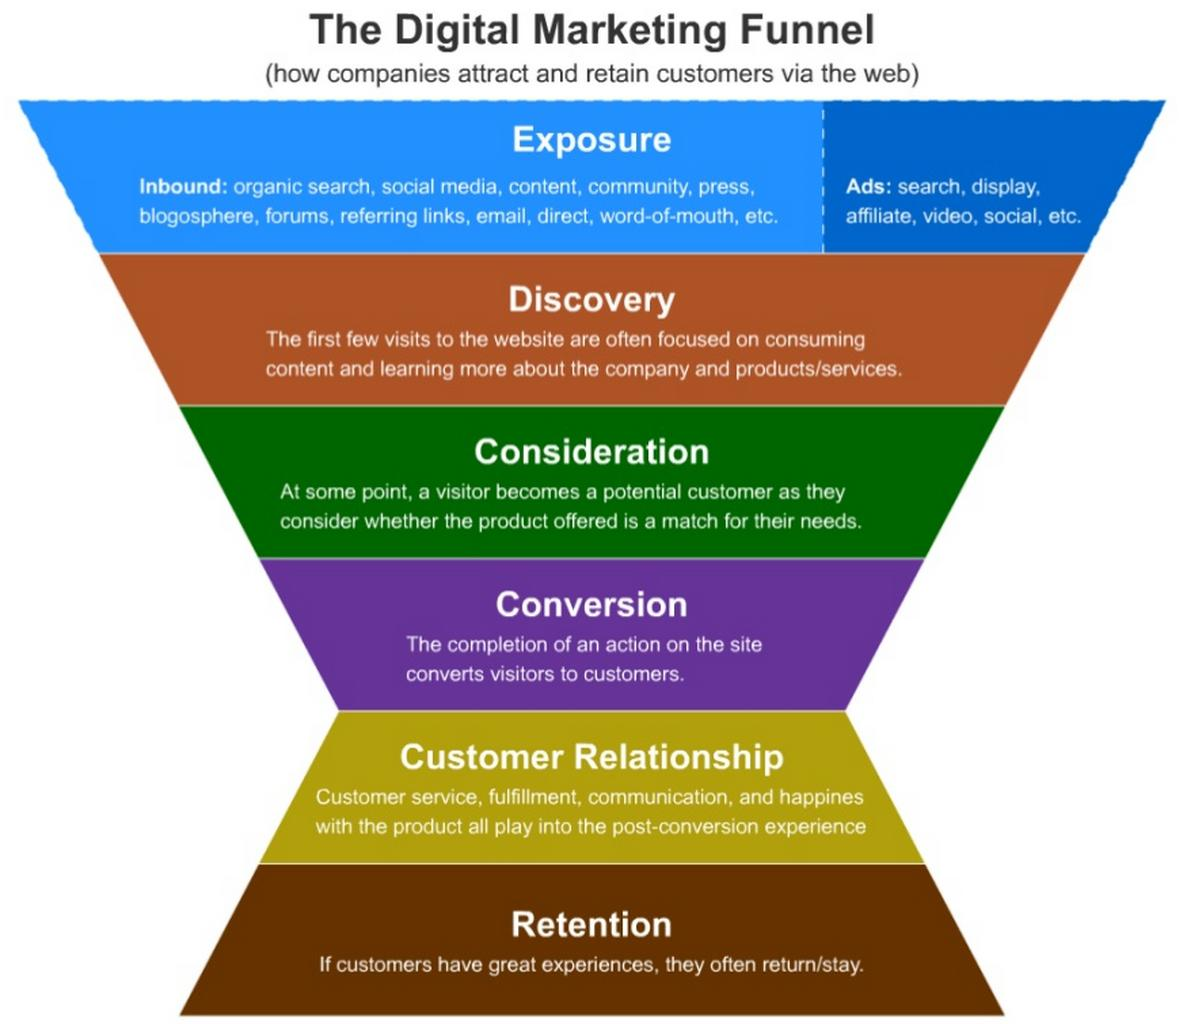 The Digital Marketing Funnel
(how companies attract and retain customers via the web)
Exposure
Inbound: organic search, social media, content, community, press,
blogosphere, forums, referring links, email, direct, word-of-mouth, etc.
Ads: search, display,
affiliate, video, social, etc.
Discovery
The first few visits to the website are often focused on consuming
content and learning more about the company and products/services.
Consideration
At some point, a visitor becomes a potential customer as they
consider whether the product offered is a match for their needs.
Conversion
The completion of an action on the site
converts visitors to customers.
Customer Relationship
Customer service, fulfillment, communication, and happines
with the product all play into the post-conversion experience
Retention
If customers have great experiences, they often return/stay.